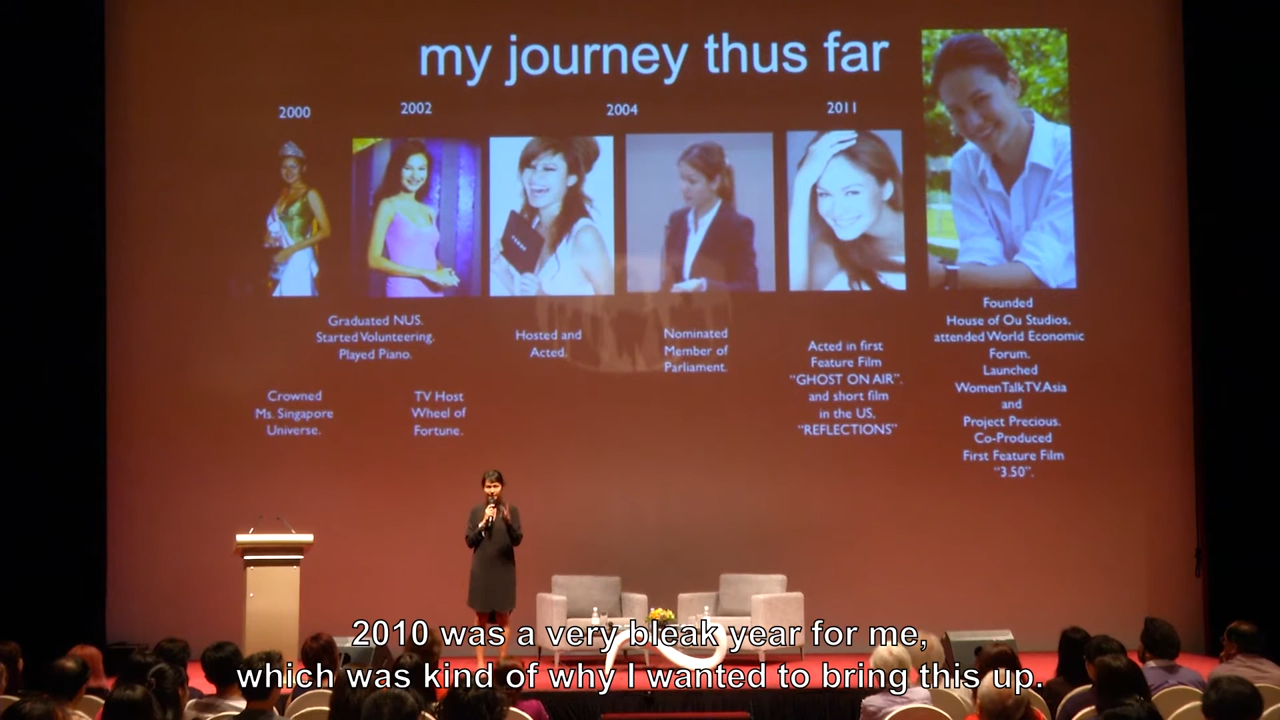 my journey thus far
2000
2002
2004
2011
Graduated NUS.
Started Volunteering.
Played Piano.
Hosted and
Acted.
Nominated
Member of
Parliament.
Acted in first
Feature Film
"GHOST ON AIR".
and short film
in the US,
"REFLECTIONS"
Founded
House of Ou Studios,
attended World Economic
Forum.
Launched
WomenTalkTV.Asia
and
Project Precious.
Co-Produced
First Feature Film
"3.50".
Crowned
Ms. Singapore
Universe.
TV Host
Wheel of
Fortune.
2010 was a very bleak year for me,
which was kind of why I wanted to bring this up.